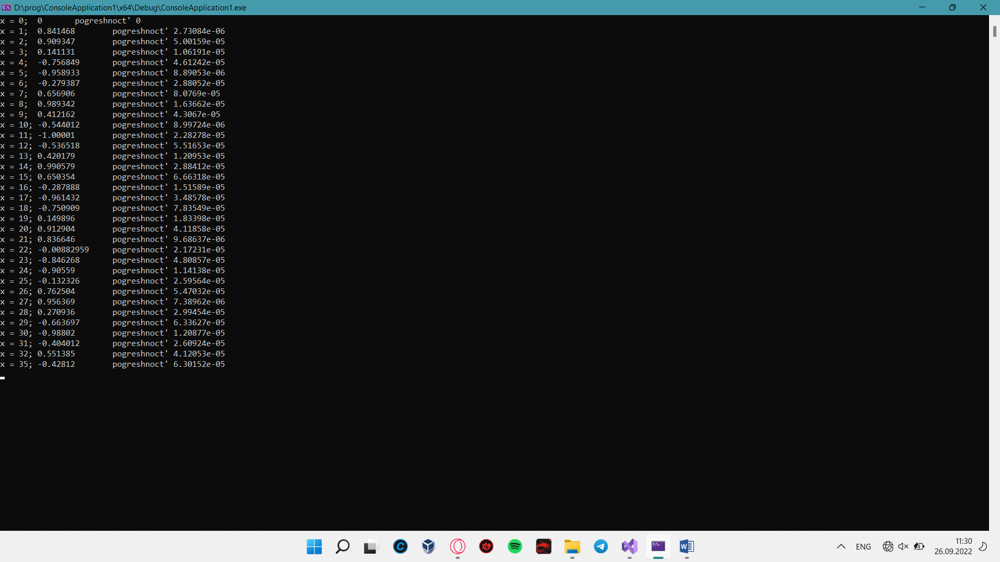 D:\prog\ConsoleApplication1\x64\Debug\ConsoleApplication1.exe
x = 0;  0       pogreshnoct' 0
x = 1;  0.841468        pogreshnoct' 2.73084e-06
x = 2;  0.909347        pogreshnoct' 5.00159e-05
x = 3;  0.141131        pogreshnoct' 1.06191e-05
x = 4;  -0.756849       pogreshnoct' 4.61242e-05
x = 5;  -0.958933       pogreshnoct' 8.89053e-06
x = 6;  -0.279387       pogreshnoct' 2.88052e-05
x = 7;  0.656906        pogreshnoct' 8.0769e-05
x = 8;  0.989342        pogreshnoct' 1.63662e-05
x = 9;  0.412162        pogreshnoct' 4.3067e-05
x = 10; -0.544012       pogreshnoct' 8.99724e-06
x = 11; -1.00001        pogreshnoct' 2.28278e-05
x = 12; -0.536518       pogreshnoct' 5.51653e-05
x = 13; 0.420179        pogreshnoct' 1.20953e-05
x = 14; 0.990579        pogreshnoct' 2.88412e-05
x = 15; 0.650354        pogreshnoct' 6.66318e-05
x = 16; -0.287888       pogreshnoct' 1.51589e-05
x = 17; -0.961432       pogreshnoct' 3.48578e-05
x = 18; -0.750909       pogreshnoct' 7.83549e-05
x = 19; 0.149896        pogreshnoct' 1.83398e-05
x = 20; 0.912904        pogreshnoct' 4.11858e-05
x = 21; 0.836646        pogreshnoct' 9.68637e-06
x = 22; -0.00882959     pogreshnoct' 2.17231e-05
x = 23; -0.846268       pogreshnoct' 4.80857e-05
x = 24; -0.90559        pogreshnoct' 1.14138e-05
x = 25; -0.132326       pogreshnoct' 2.59564e-05
x = 26; 0.762504        pogreshnoct' 5.47032e-05
x = 27; 0.956369        pogreshnoct' 7.38962e-06
x = 28; 0.270936        pogreshnoct' 2.99454e-05
x = 29; -0.663697       pogreshnoct' 6.33627e-05
x = 30; -0.98802        pogreshnoct' 1.20877e-05
x = 31; -0.404012       pogreshnoct' 2.60924e-05
x = 32; 0.551385        pogreshnoct' 4.12053e-05
x = 35; -0.42812        pogreshnoct' 6.30152e-05
ENG
11:30
26.09.2022